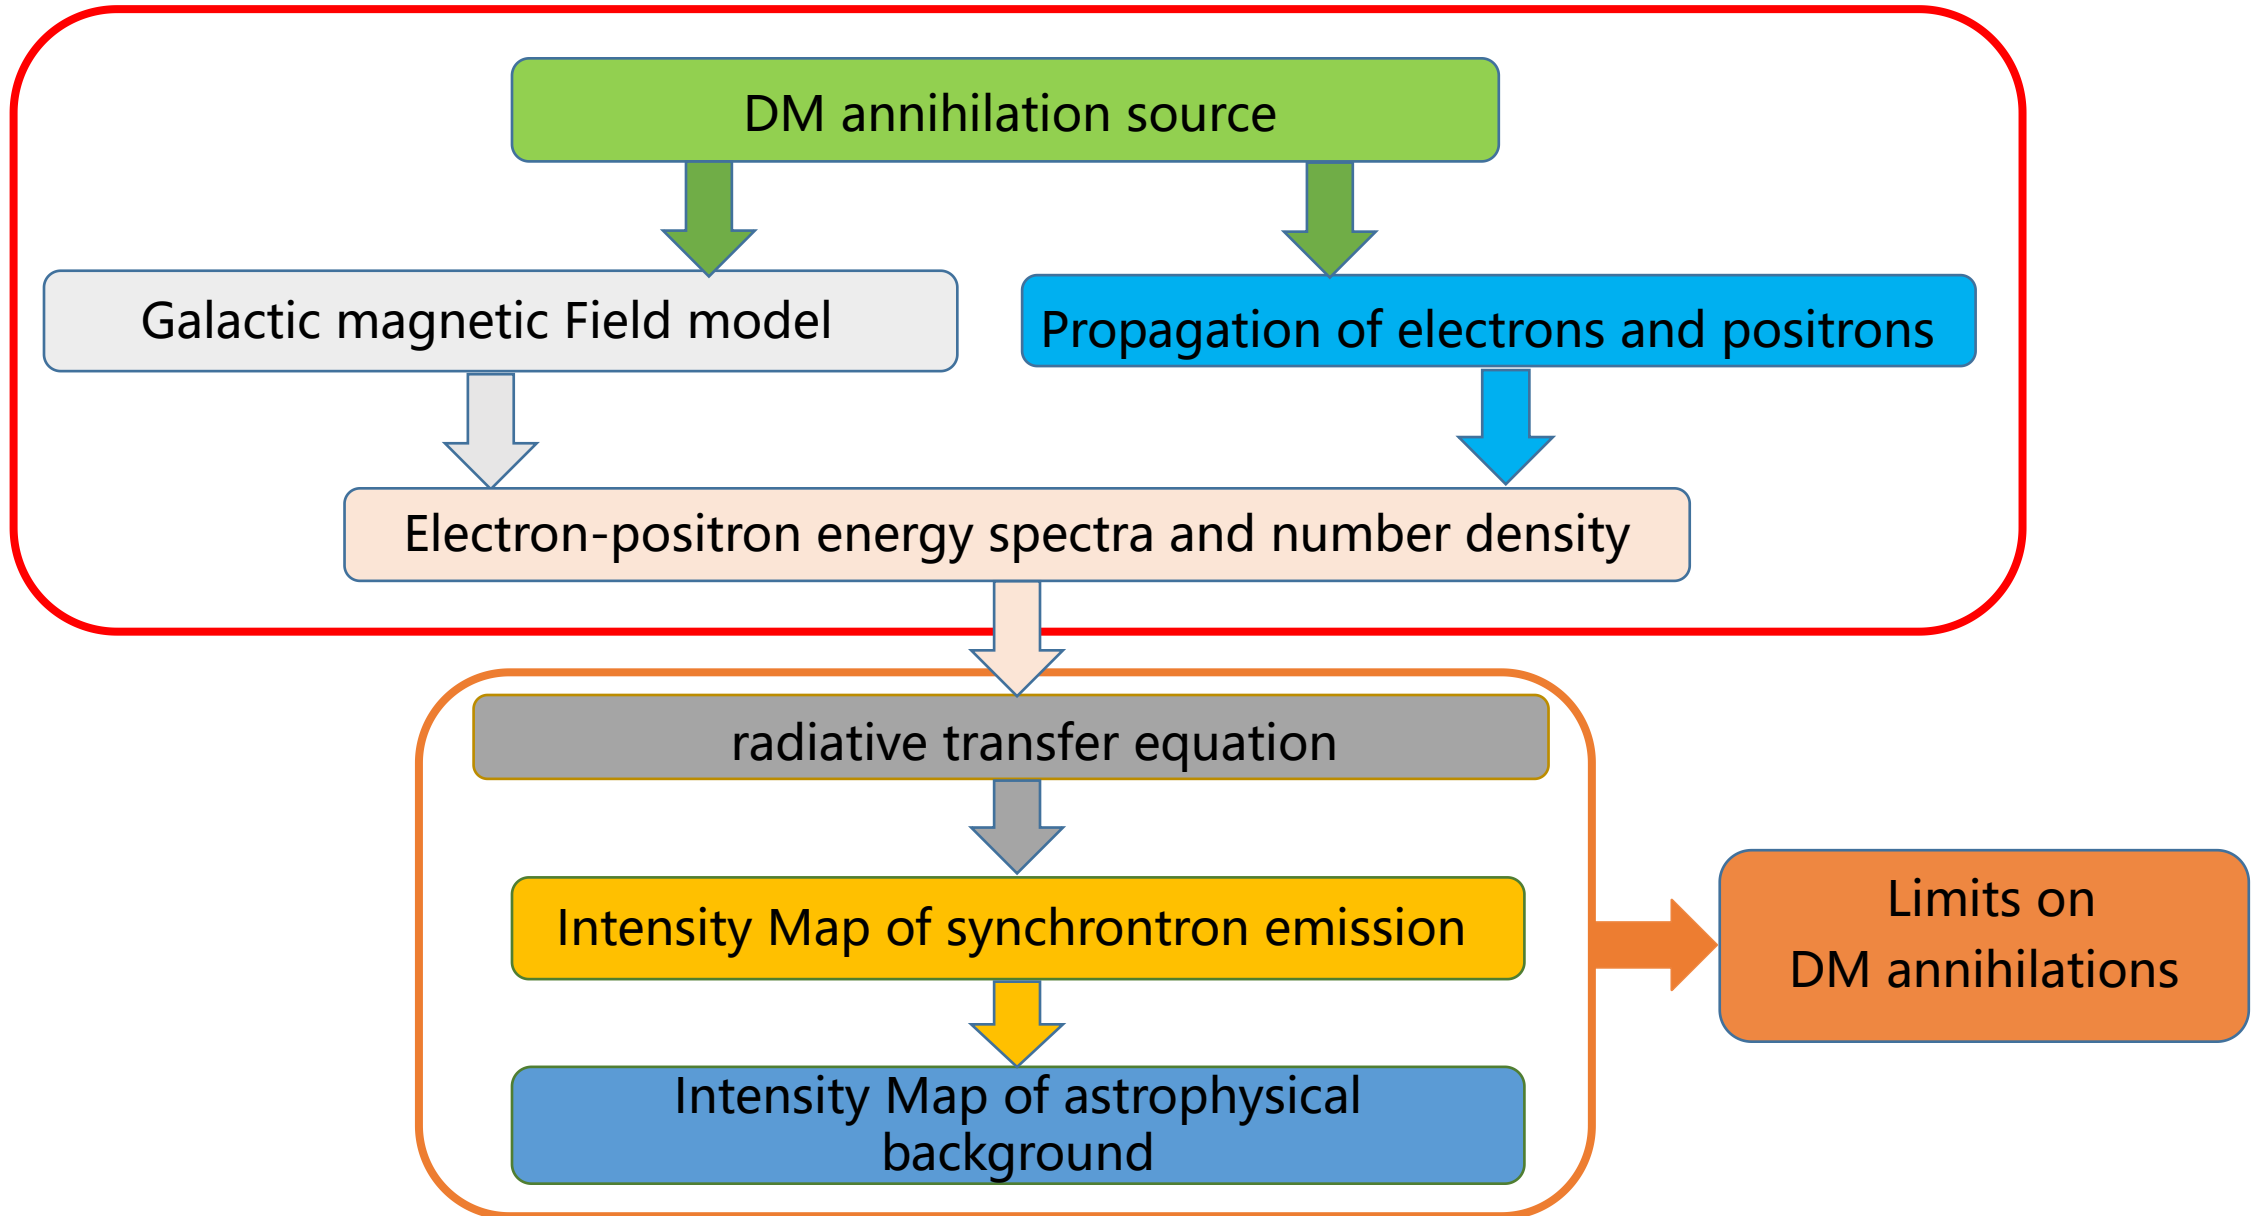 DM annihilation source
Galactic magnetic Field model
Propagation of electrons and positrons
Electron-positron energy spectra and number density
radiative transfer equation
Intensity Map of synchrontron emission
Limits on
DM annihilations
Intensity Map of astrophysical
background